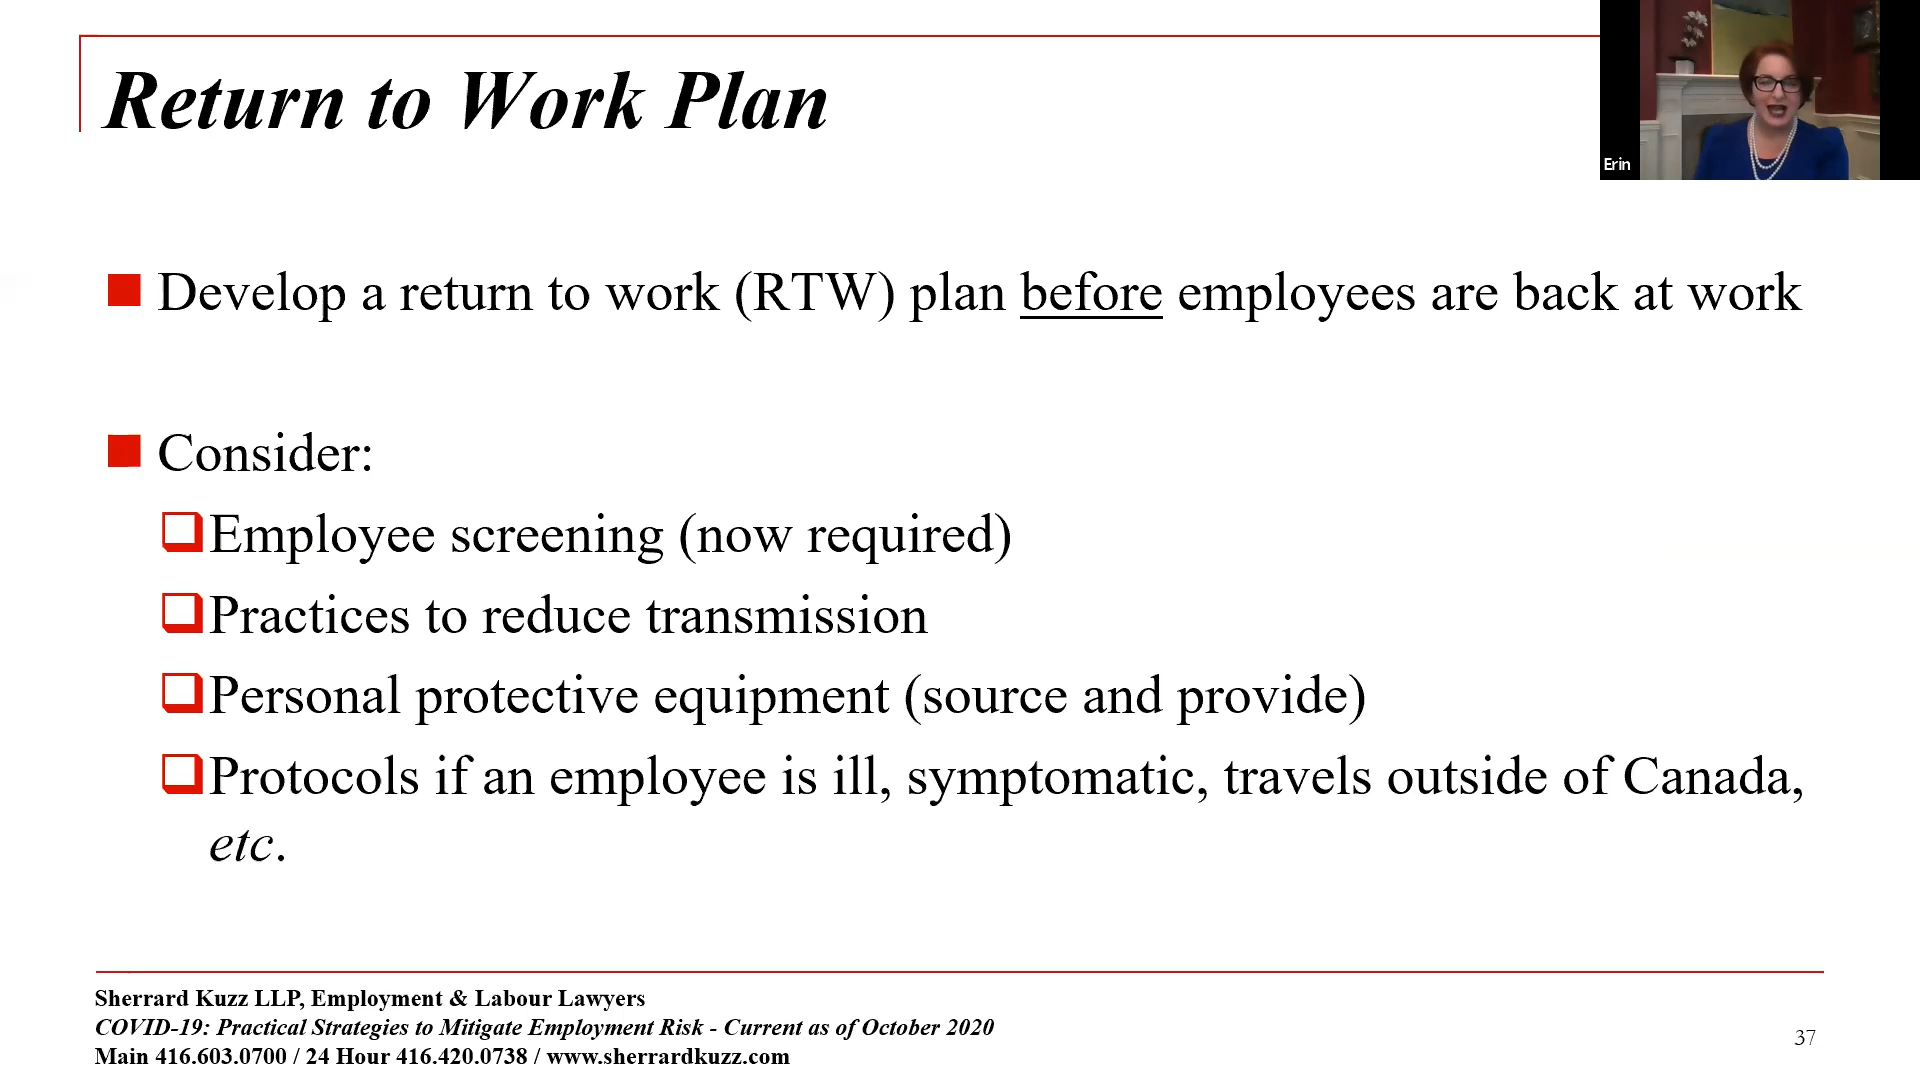 Return to Work Plan
Erin
Develop a return to work (RTW) plan before employees are back at work
Consider:
Employee screening (now required)
Practices to reduce transmission
Personal protective equipment (source and provide)
Protocols if an employee is ill, symptomatic, travels outside of Canada,
etc.
Sherrard Kuzz LLP, Employment & Labour Lawyers
COVID-19: Practical Strategies to Mitigate Employment Risk - Current as of October 2020
Main 416.603.0700 / 24 Hour 416.420.0738 / www.sherrardkuzz.com
37